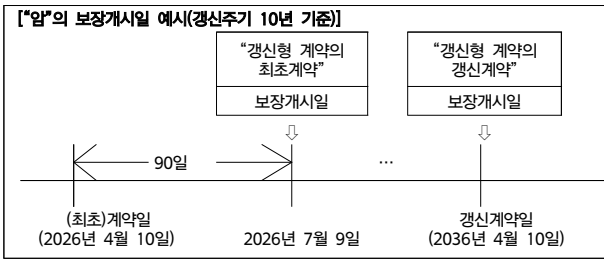 ["암"의 보장개시일 예시(갱신주기 10년 기준)]
"갱신형 계약의
최초계약"
보장개시일
"갱신형 계약의
갱신계약"
보장개시일
90일
...
(최초)계약일
(2026년 4월 10일)
2026년 7월 9일
갱신계약일
(2036년 4월 10일)